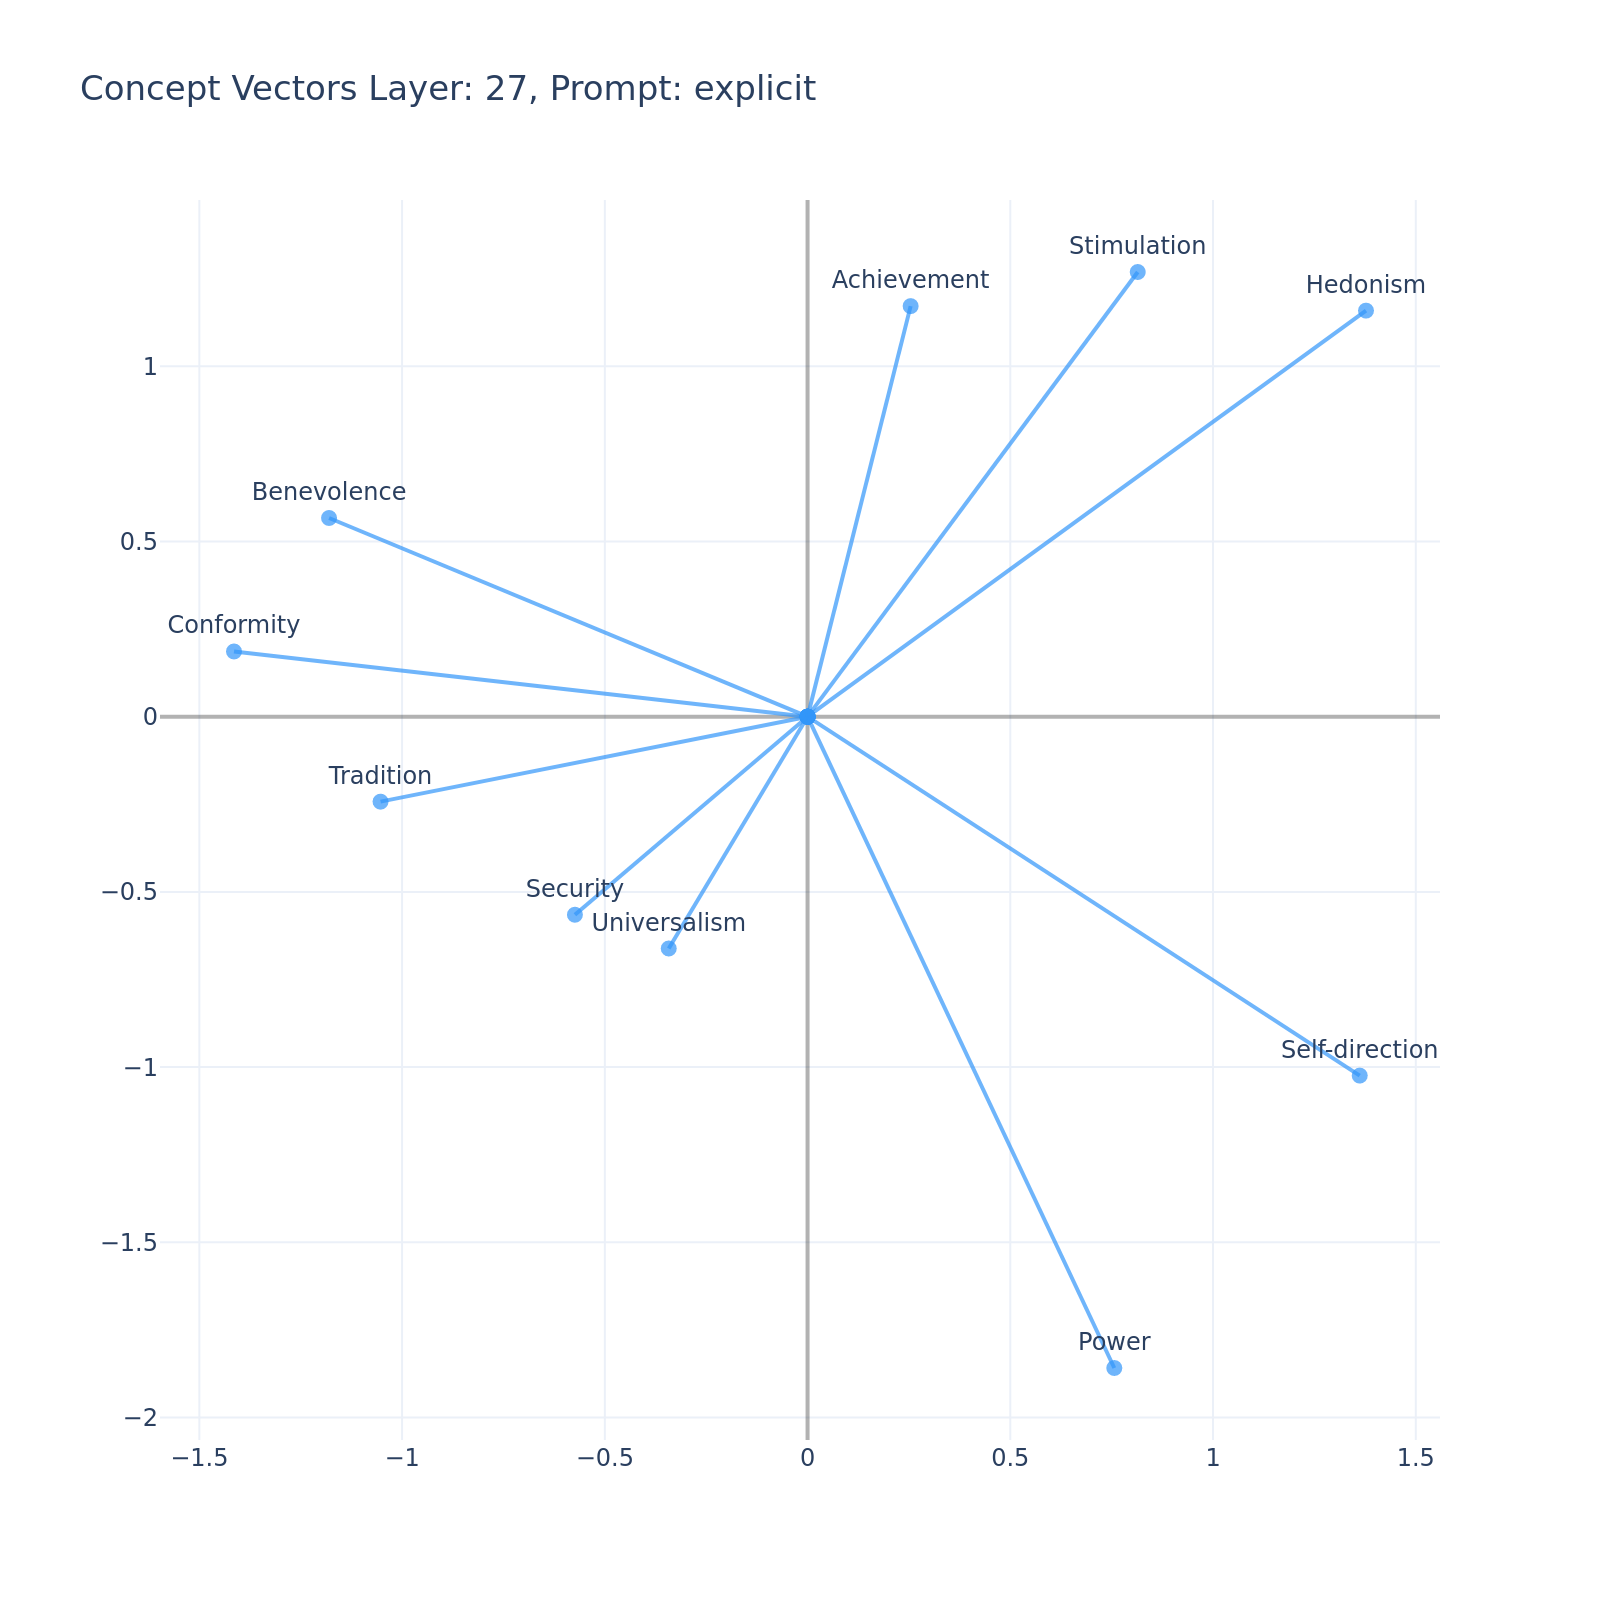 Concept Vectors Layer: 27, Prompt: explicit
Stimulation
Achievement
Hedonism
1
Benevolence
0.5
Conformity
0
Tradition
−0.5
Security
Universalism
Self-direction
−1
−1.5
Power
−2
−1.5
−1
−0.5
0
0.5
1
1.5